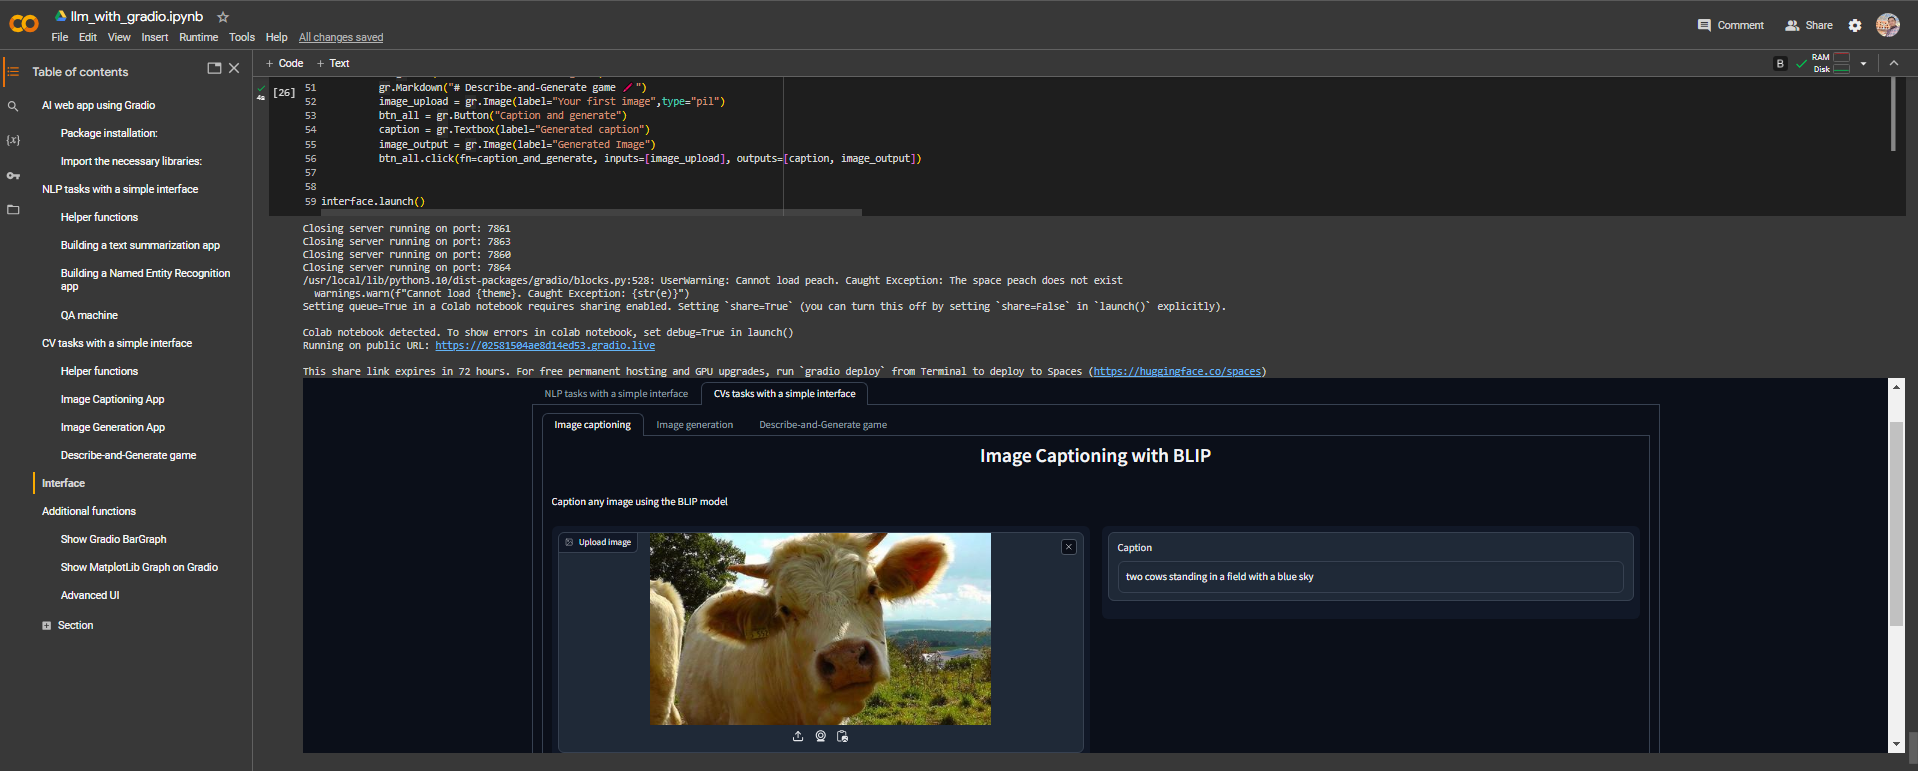 llm_with_gradio.ipynb
File Edit View Insert Runtime Tools Help All changes saved
Comment Share
Table of contents
AI web app using Gradio
Package installation:
Import the necessary libraries:
NLP tasks with a simple interface
Helper functions
Building a text summarization app
Building a Named Entity Recognition
app
QA machine
CV tasks with a simple interface
Helper functions
Image Captioning App
Image Generation App
Describe-and-Generate game
Interface
Additional functions
Show Gradio BarGraph
Show MatplotLib Graph on Gradio
Advanced UI
Section
+ Code + Text
B RAM
Disk
4s
[26]
51 gr.Markdown("# Describe-and-Generate game 🖍️")
52 image_upload = gr.Image(label="Your first image",type="pil")
53 btn_all = gr.Button("Caption and generate")
54 caption = gr.Textbox(label="Generated caption")
55 image_output = gr.Image(label="Generated Image")
56 btn_all.click(fn=caption_and_generate, inputs=[image_upload], outputs=[caption, image_output])
57
58
59 interface.launch()
Closing server running on port: 7861
Closing server running on port: 7863
Closing server running on port: 7860
Closing server running on port: 7864
/usr/local/lib/python3.10/dist-packages/gradio/blocks.py:528: UserWarning: Cannot load peach. Caught Exception: The space peach does not exist
warnings.warn(f"Cannot load {theme}. Caught Exception: {str(e)}")
Setting queue=True in a Colab notebook requires sharing enabled. Setting `share=True` (you can turn this off by setting `share=False` in `launch()` explicitly).
Colab notebook detected. To show errors in colab notebook, set debug=True in launch()
Running on public URL: https://02581504ae8d14ed53.gradio.live
This share link expires in 72 hours. For free permanent hosting and GPU upgrades, run `gradio deploy` from Terminal to deploy to Spaces (https://huggingface.co/spaces)
NLP tasks with a simple interface CVs tasks with a simple interface
Image captioning Image generation Describe-and-Generate game
Image Captioning with BLIP
Caption any image using the BLIP model
Upload image
Caption
two cows standing in a field with a blue sky